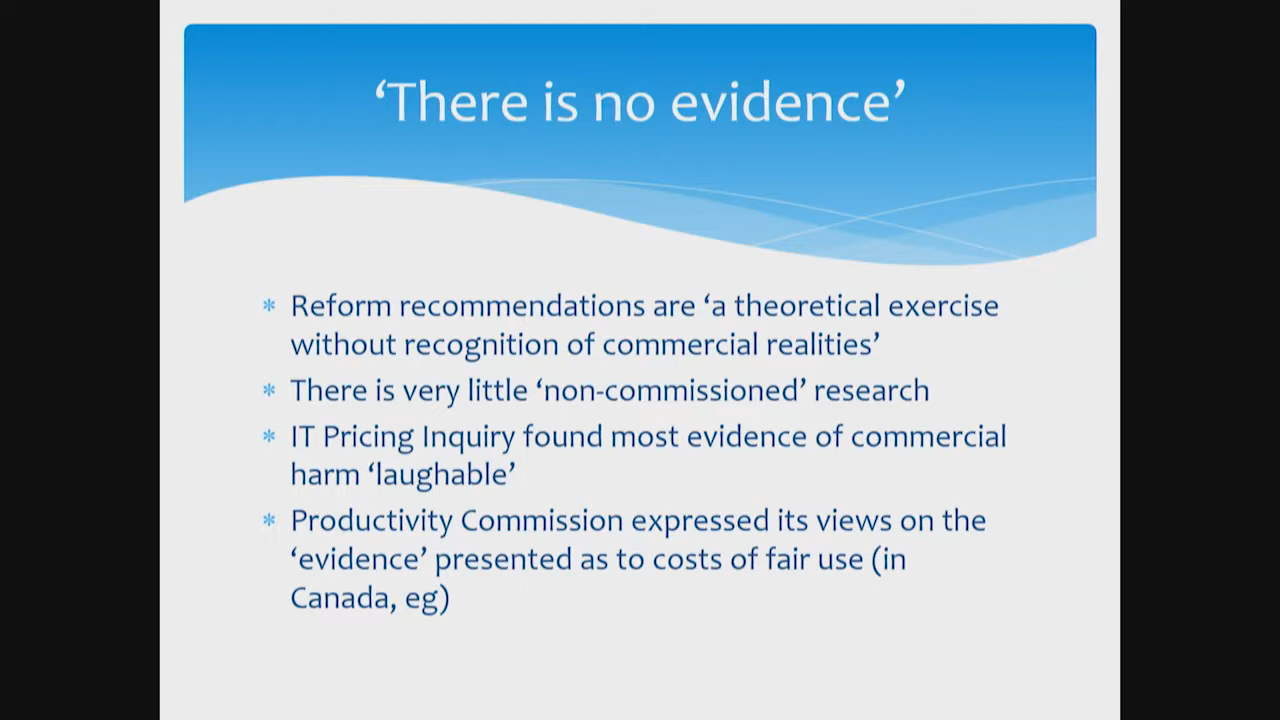 ‘There is no evidence’
* Reform recommendations are ‘a theoretical exercise
without recognition of commercial realities’
* There is very little ‘non-commissioned’ research
* IT Pricing Inquiry found most evidence of commercial
harm ‘laughable’
* Productivity Commission expressed its views on the
‘evidence’ presented as to costs of fair use (in
Canada, eg)